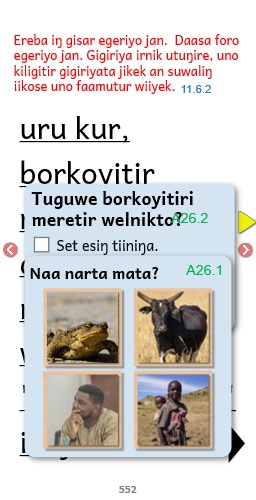 Ereba iŋ gisar egeriyo jan. Daasa foro
egeriyo jan. Gigiriya irnik utuŋire, uno
kiligitir gigiriyata jikek an suwaliŋ
iikose uno faamutur wiiyek. 11.6.2
uru kur,
borkoyitir
Tuguwe borkoyitiri
meretir welnikto? A26.2
Set esiŋ tiiniŋa.
Naa narta mata? A26.1
552